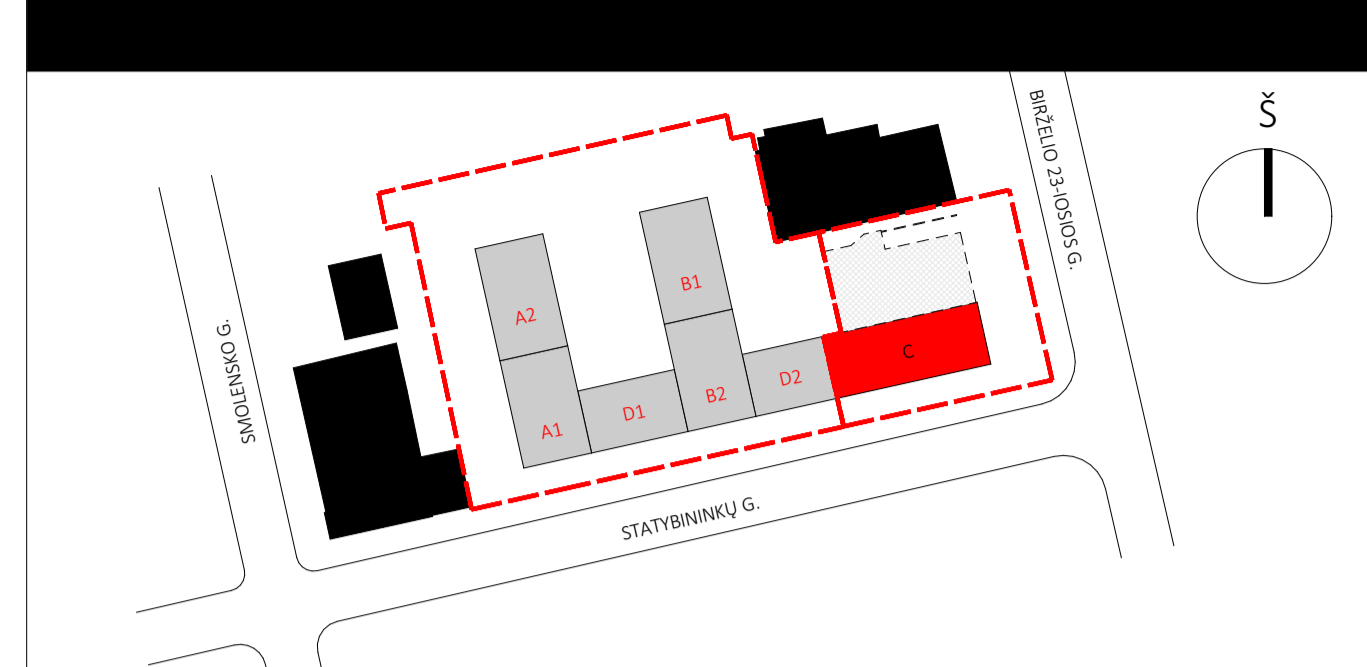 Š
BIRŽELIO 23-IOSIOS G.
B1
A2
C
D2
B2
D1
A1
SMOLENSKO G.
STATYBININKŲ G.